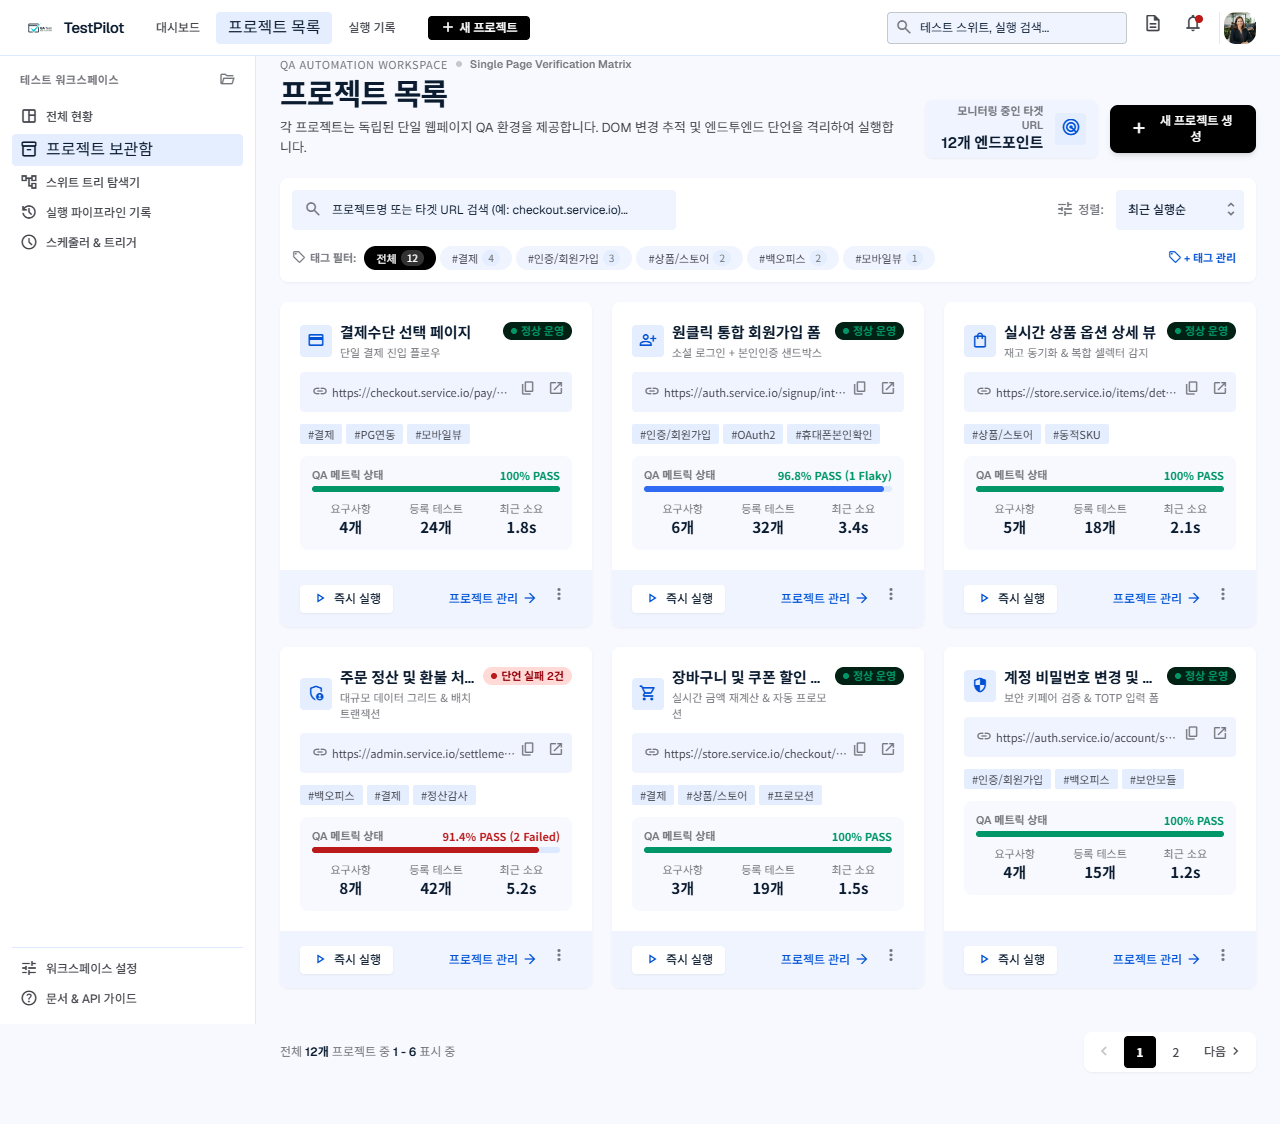 TestPilot
대시보드
프로젝트 목록
실행 기록
새 프로젝트
테스트 스위트, 실행 검색...
테스트 워크스페이스
전체 현황
프로젝트 보관함
스위트 트리 탐색기
실행 파이프라인 기록
스케줄러 & 트리거
워크스페이스 설정
문서 & API 가이드
QA AUTOMATION WORKSPACE
Single Page Verification Matrix
프로젝트 목록
각 프로젝트는 독립된 단일 웹페이지 QA 환경을 제공합니다. DOM 변경 추적 및 엔드투엔드 단언을 격리하여 실행합
니다.
모니터링 중인 타겟
URL
12개 엔드포인트
새 프로젝트 생
성
프로젝트명 또는 타겟 URL 검색 (예: checkout.service.io)...
정렬:
최근 실행순
태그 필터:
전체 12
#결제 4
#인증/회원가입 3
#상품/스토어 2
#백오피스 2
#모바일뷰 1
+ 태그 관리
결제수단 선택 페이지
정상 운영
단일 결제 진입 플로우
https://checkout.service.io/pay/...
#결제
#PG연동
#모바일뷰
QA 메트릭 상태
100% PASS
요구사항
등록 테스트
최근 소요
4개
24개
1.8s
즉시 실행
프로젝트 관리
원클릭 통합 회원가입 폼
정상 운영
소셜 로그인 + 본인인증 샌드박스
https://auth.service.io/signup/int...
#인증/회원가입
#OAuth2
#휴대폰본인확인
QA 메트릭 상태
96.8% PASS (1 Flaky)
요구사항
등록 테스트
최근 소요
6개
32개
3.4s
즉시 실행
프로젝트 관리
실시간 상품 옵션 상세 뷰
정상 운영
재고 동기화 & 복합 셀렉터 감지
https://store.service.io/items/det...
#상품/스토어
#동적SKU
QA 메트릭 상태
100% PASS
요구사항
등록 테스트
최근 소요
5개
18개
2.1s
즉시 실행
프로젝트 관리
주문 정산 및 환불 처...
단언 실패 2건
대규모 데이터 그리드 & 배치
트랜잭션
https://admin.service.io/settleme...
#백오피스
#결제
#정산감사
QA 메트릭 상태
91.4% PASS (2 Failed)
요구사항
등록 테스트
최근 소요
8개
42개
5.2s
즉시 실행
프로젝트 관리
장바구니 및 쿠폰 할인 ...
정상 운영
실시간 금액 재계산 & 자동 프로모
션
https://store.service.io/checkout/...
#결제
#상품/스토어
#프로모션
QA 메트릭 상태
100% PASS
요구사항
등록 테스트
최근 소요
3개
19개
1.5s
즉시 실행
프로젝트 관리
계정 비밀번호 변경 및 ...
정상 운영
보안 키페어 검증 & TOTP 입력 폼
https://auth.service.io/account/s...
#인증/회원가입
#백오피스
#보안모듈
QA 메트릭 상태
100% PASS
요구사항
등록 테스트
최근 소요
4개
15개
1.2s
즉시 실행
프로젝트 관리
전체 12개 프로젝트 중 1 - 6 표시 중
1
2
다음